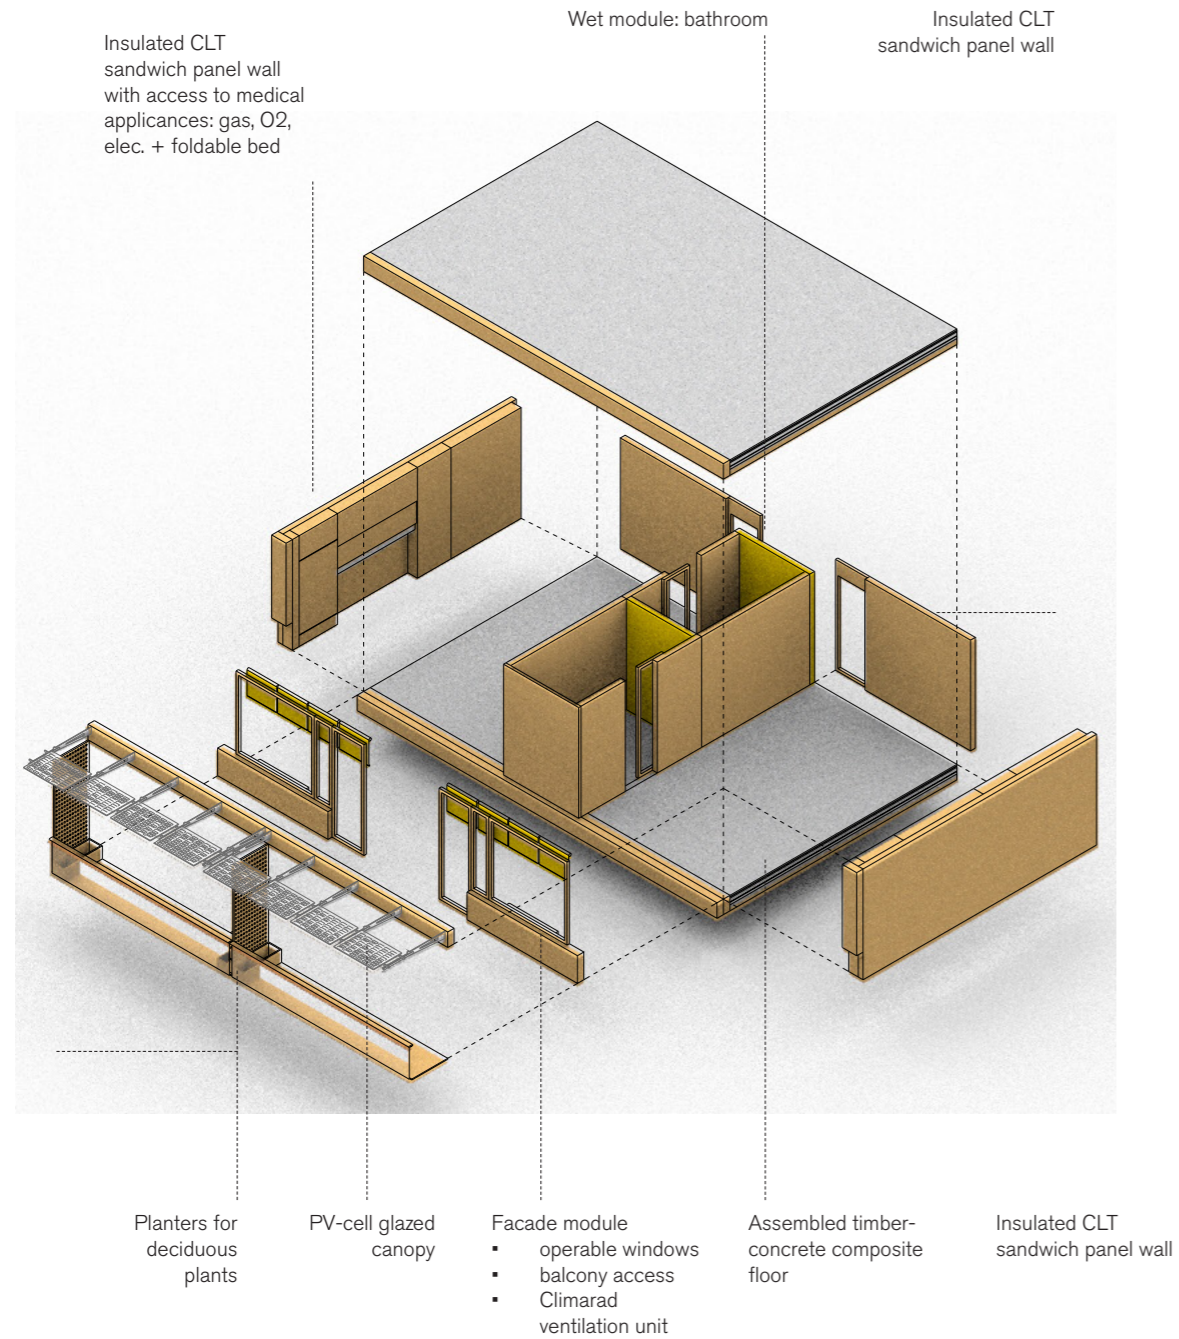 Wet module: bathroom
Insulated CLT
sandwich panel wall
Insulated CLT
sandwich panel wall
with access to medical
applicances: gas, O2,
elec. + foldable bed
Planters for
deciduous
plants
PV-cell glazed
canopy
Facade module
▪ operable windows
▪ balcony access
▪ Climarad
ventilation unit
Assembled timber-
concrete composite
floor
Insulated CLT
sandwich panel wall